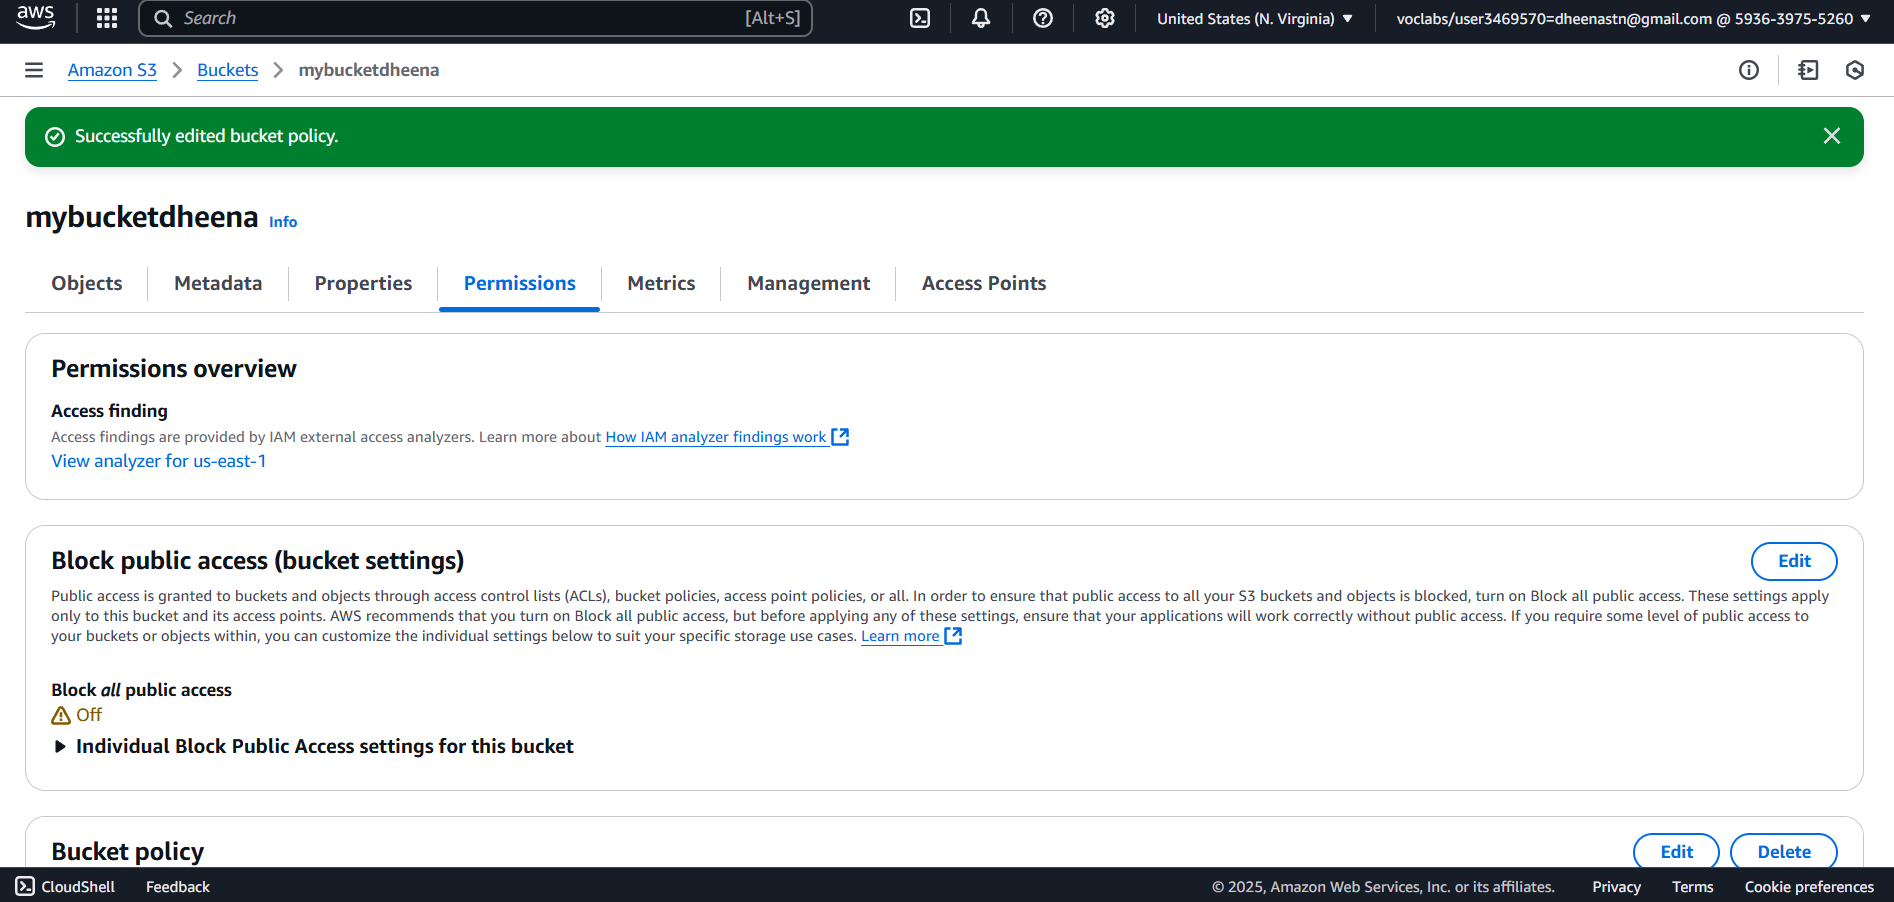 aws
Search [Alt+S]
United States (N. Virginia) voclabs/user3469570=dheenastn@gmail.com @ 5936-3975-5260
Amazon S3 > Buckets > mybucketdheena
Successfully edited bucket policy.
mybucketdheena Info
Objects Metadata Properties Permissions Metrics Management Access Points
Permissions overview
Access finding
Access findings are provided by IAM external access analyzers. Learn more about How IAM analyzer findings work
View analyzer for us-east-1
Block public access (bucket settings) Edit
Public access is granted to buckets and objects through access control lists (ACLs), bucket policies, access point policies, or all. In order to ensure that public access to all your S3 buckets and objects is blocked, turn on Block all public access. These settings apply
only to this bucket and its access points. AWS recommends that you turn on Block all public access, but before applying any of these settings, ensure that your applications will work correctly without public access. If you require some level of public access to
your buckets or objects within, you can customize the individual settings below to suit your specific storage use cases. Learn more
Block all public access
Off
Individual Block Public Access settings for this bucket
Bucket policy Edit Delete
CloudShell Feedback © 2025, Amazon Web Services, Inc. or its affiliates. Privacy Terms Cookie preferences